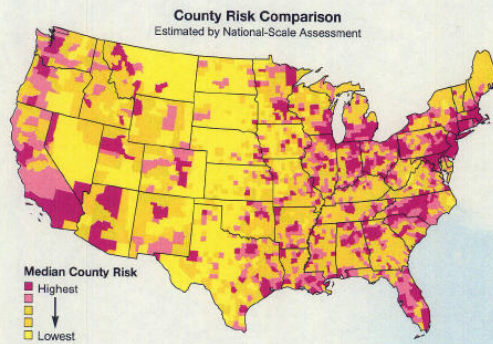 County Risk Comparison
Estimated by National-Scale Assessment
Median County Risk
Highest
Lowest